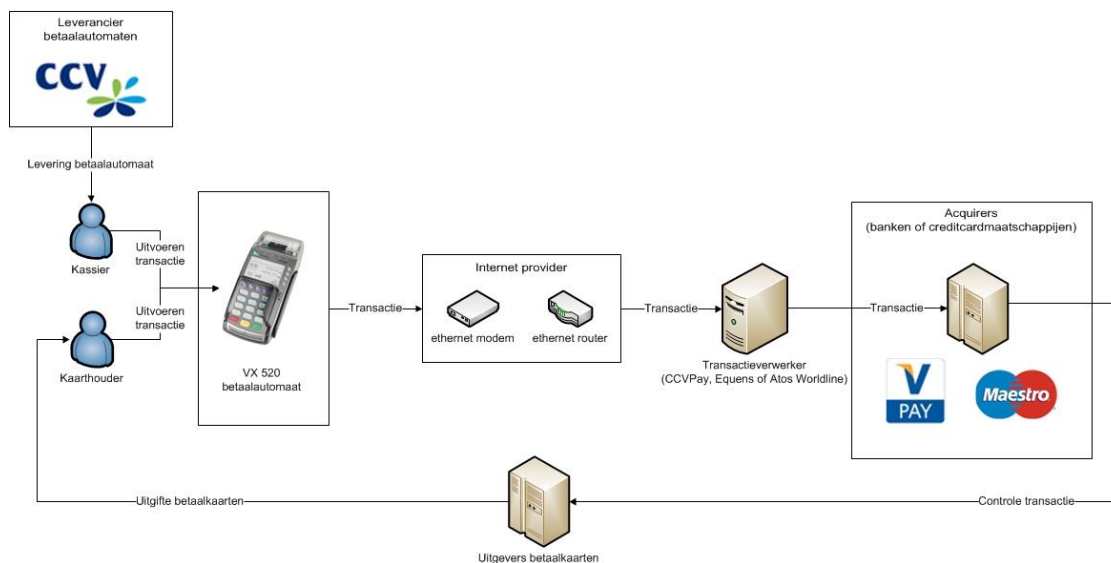 Leverancier
betaalautomaten
CCV
Levering betaalautomaat
Kassier
Uitvoeren
transactie
Uitvoeren
transactie
Kaarthouder
VX 520
betaalautomaat
Transactie
Internet provider
ethernet modem
ethernet router
Transactie
Transactieverwerker
(CCVPay, Equens of Atos Worldline)
Transactie
Acquirers
(banken of creditcardmaatschappijen)
V
PAY
Maestro
Controle transactie
Uitgevers betaalkaarten
Uitgifte betaalkaarten